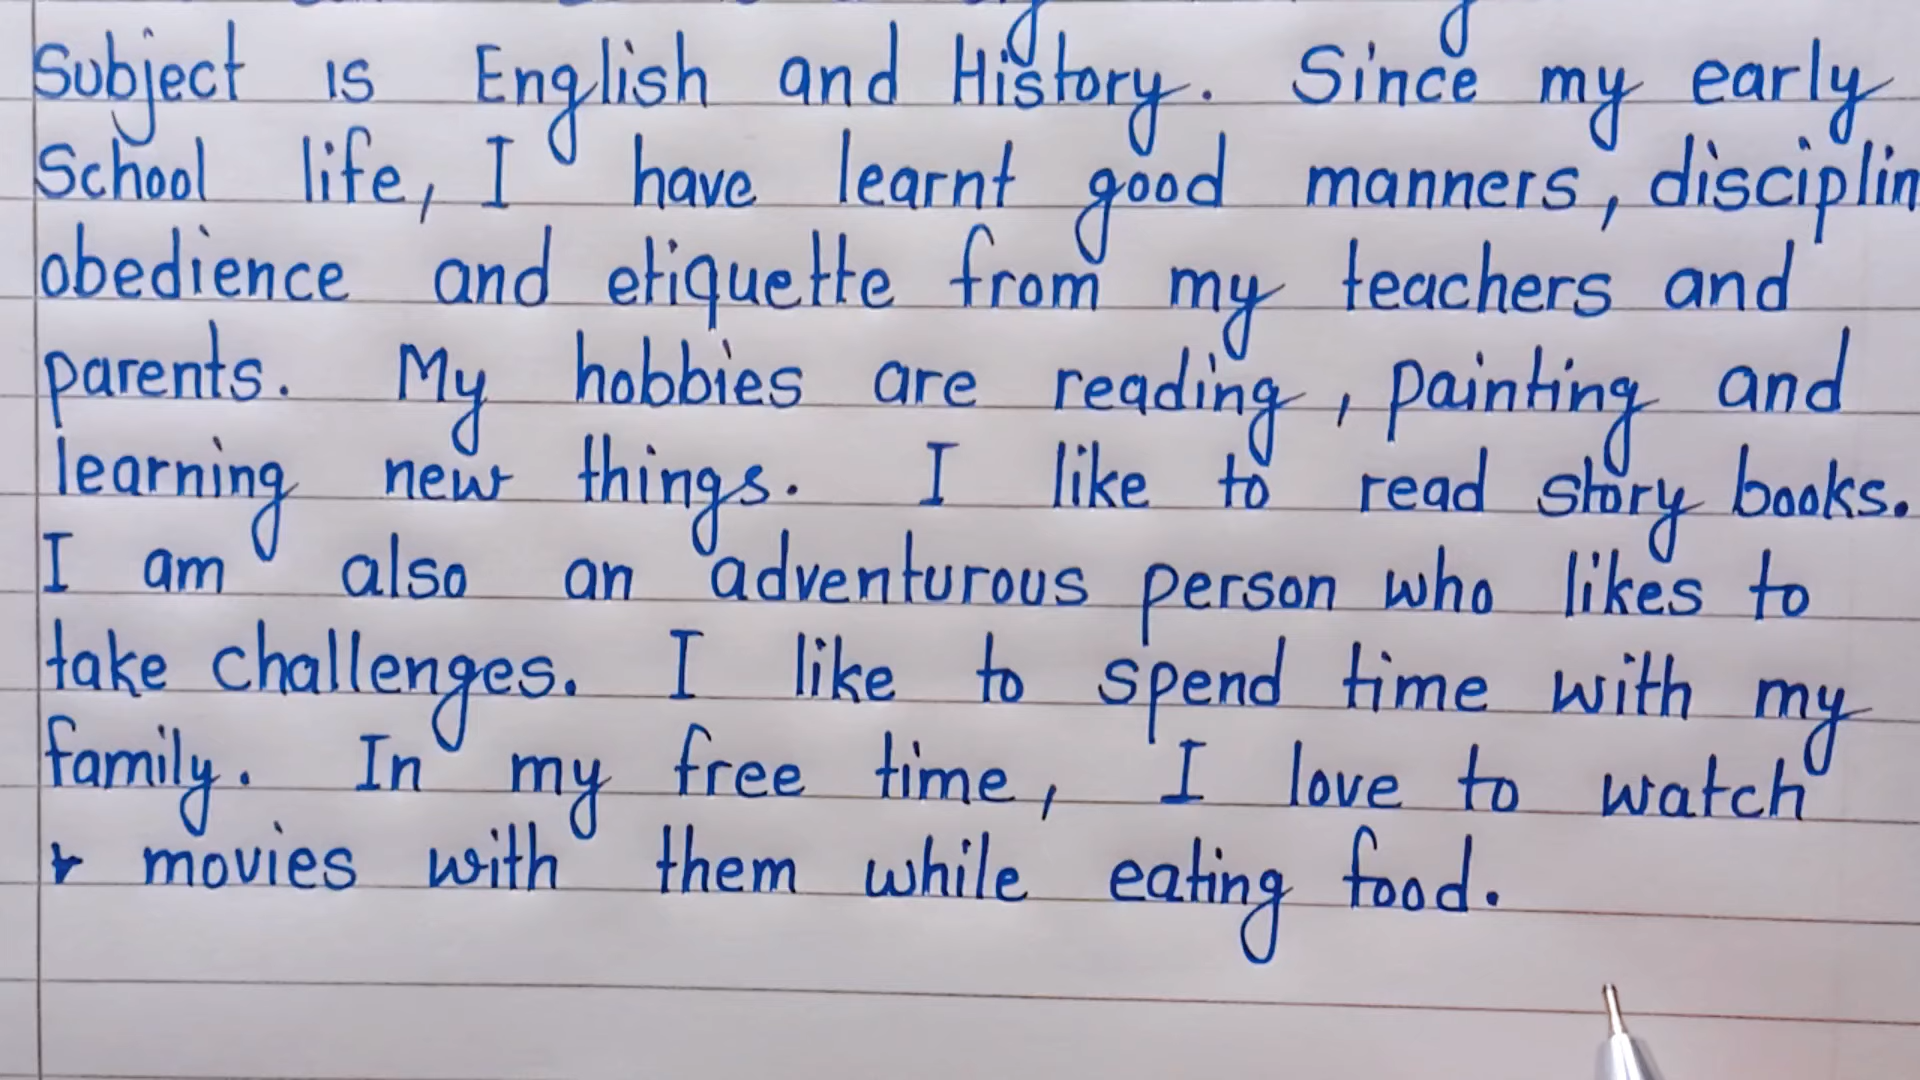 Subject is English and History. Since my early
School life, I have learnt good manners, disciplin
obedience and etiquette from my teachers and
parents. My hobbies are reading, painting and
learning new things. I like to read story books.
I am also an adventurous person who likes to
take challenges. I like to spend time with my
family. In my free time, I love to watch
movies with them while eating food.